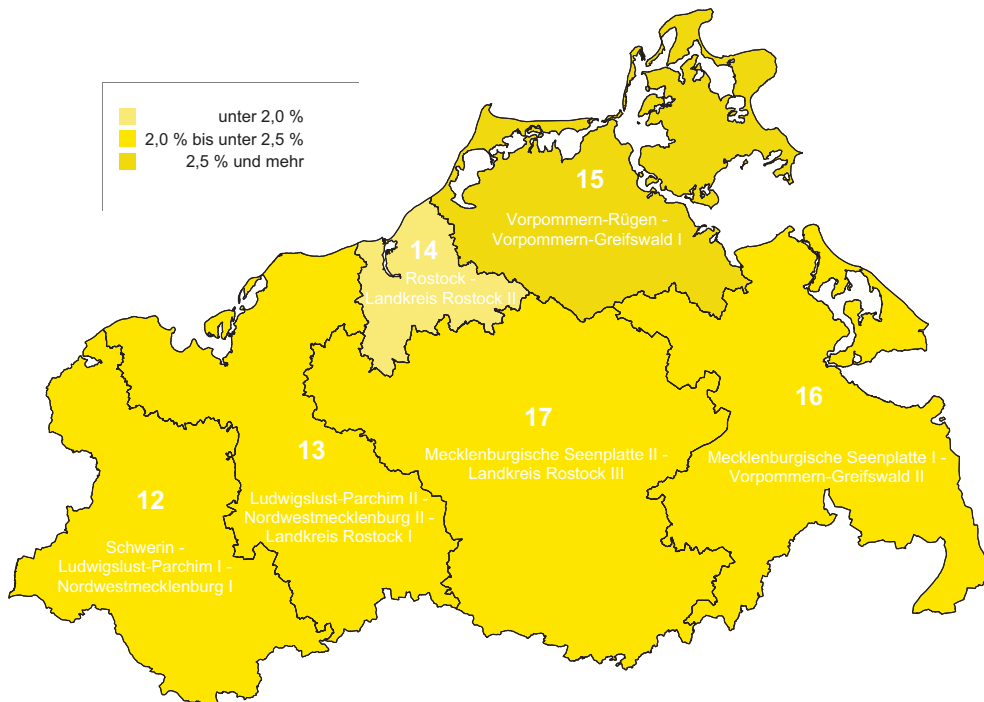 unter 2,0 %
2,0 % bis unter 2,5 %
2,5 % und mehr
15
Vorpommern-Rügen -
Vorpommern-Greifswald I
14
Rostock -
Landkreis Rostock II
16
Mecklenburgische Seenplatte I -
Vorpommern-Greifswald II
17
Mecklenburgische Seenplatte II -
Landkreis Rostock III
13
Ludwigslust-Parchim II -
Nordwestmecklenburg II -
Landkreis Rostock I
12
Schwerin -
Ludwigslust-Parchim I -
Nordwestmecklenburg I